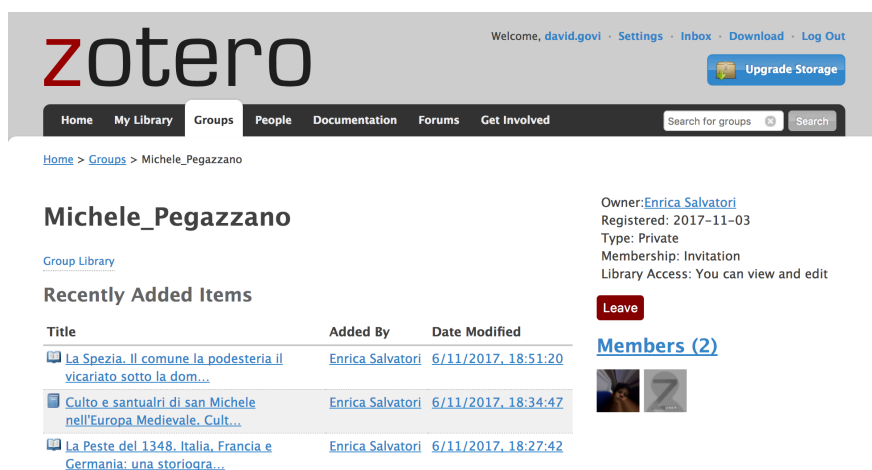 zotero
Welcome, david.govi · Settings · Inbox · Download · Log Out
Upgrade Storage
Home My Library Groups People Documentation Forums Get Involved
Search for groups Search
Home > Groups > Michele_Pegazzano
Michele_Pegazzano
Group Library
Recently Added Items
Title Added By Date Modified
La Spezia. Il comune la podesteria il Enrica Salvatori 6/11/2017, 18:51:20
vicariato sotto la dom...
Culto e santualri di san Michele Enrica Salvatori 6/11/2017, 18:34:47
nell'Europa Medievale. Cult...
La Peste del 1348. Italia, Francia e Enrica Salvatori 6/11/2017, 18:27:42
Germania: una storiogra...
Owner:Enrica Salvatori
Registered: 2017-11-03
Type: Private
Membership: Invitation
Library Access: You can view and edit
Leave
Members (2)